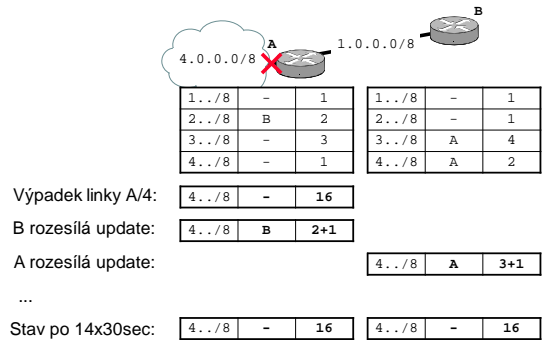 B
A
1.0.0.0/8
4.0.0.0/8
1../8 - 1 1../8 - 1
2../8 B 2 2../8 - 1
3../8 - 3 3../8 A 4
4../8 - 1 4../8 A 2
Výpadek linky A/4: 4../8 - 16
B rozesílá update: 4../8 B 2+1
A rozesílá update: 4../8 A 3+1
...
Stav po 14x30sec: 4../8 - 16 4../8 - 16